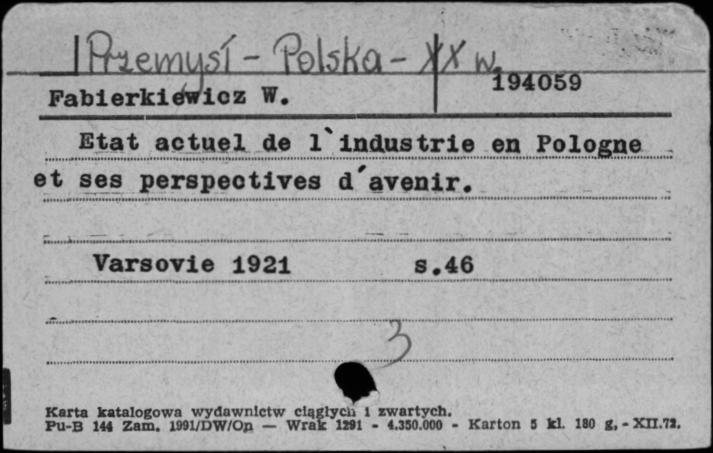 Przemysł - Polska - XX w.
194059
Fabierkiewicz W.
Etat actuel de l`industrie en Pologne
et ses perspectives d´avenir.
Varsovie 1921 s.46
3
Karta katalogowa wydawnictw ciągłych i zwartych.
Pu-B 144 Zam. 1991/DW/Op — Wrak 1291 - 4.350.000 - Karton 5 kl. 180 g. - XII.72.